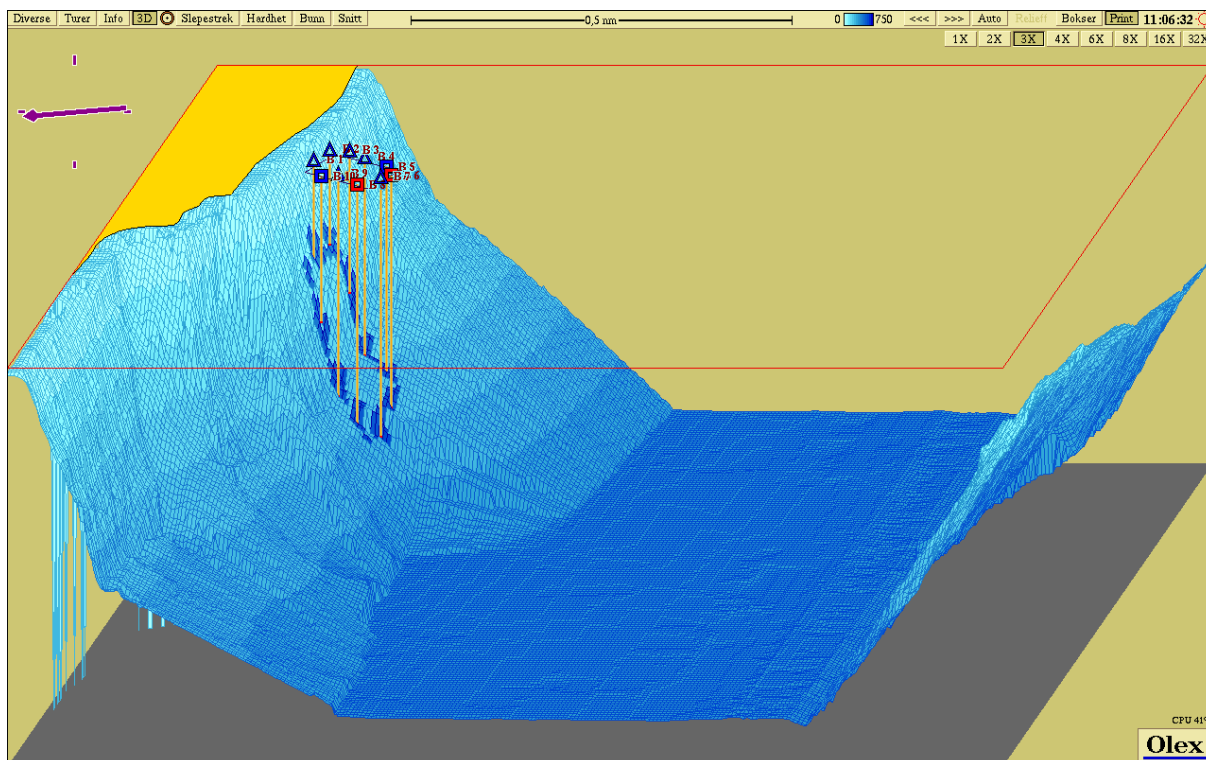 Diverse Turer Info 3D Slepestrek Hardhet Bunn Snitt 0,5 nm 0 750 <<< >>> Auto Relieff Bokser Print 11:06:32
1X 2X 3X 4X 6X 8X 16X 32X
B 2 B 3
B 1 B 4
B 5
B 9 B 7 6
B 8
CPU 41
Olex